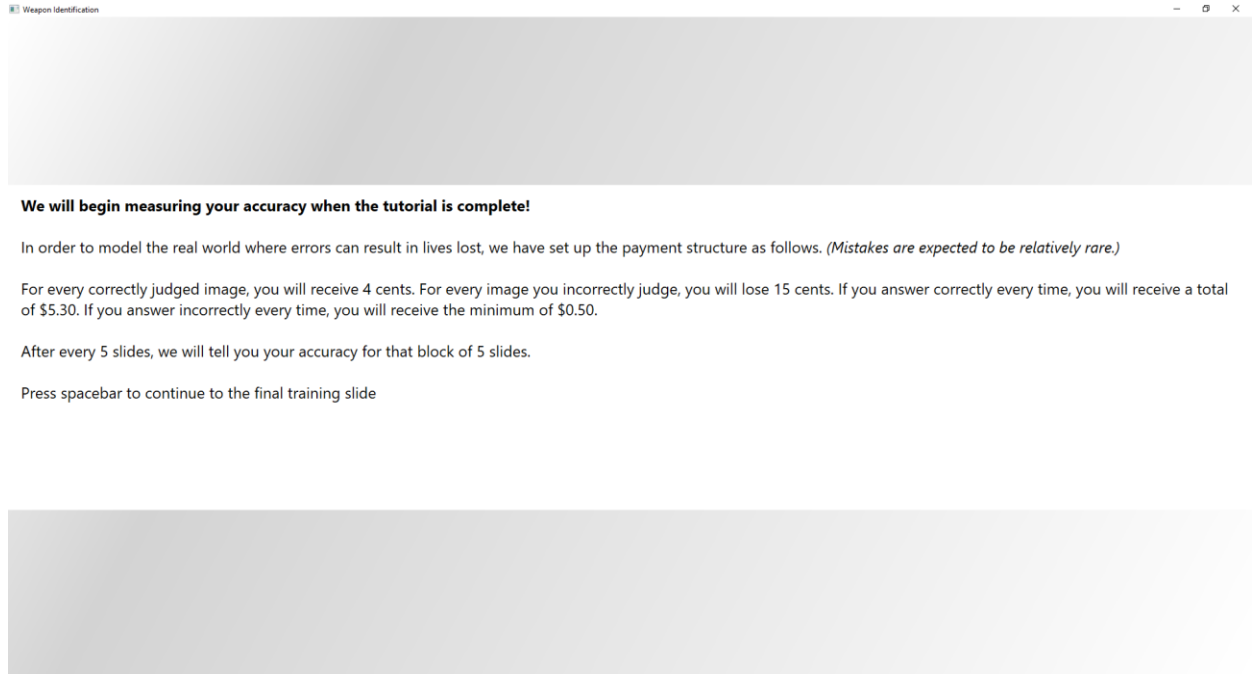 Weapon Identification
We will begin measuring your accuracy when the tutorial is complete!
In order to model the real world where errors can result in lives lost, we have set up the payment structure as follows. (Mistakes are expected to be relatively rare.)
For every correctly judged image, you will receive 4 cents. For every image you incorrectly judge, you will lose 15 cents. If you answer correctly every time, you will receive a total
of $5.30. If you answer incorrectly every time, you will receive the minimum of $0.50.
After every 5 slides, we will tell you your accuracy for that block of 5 slides.
Press spacebar to continue to the final training slide